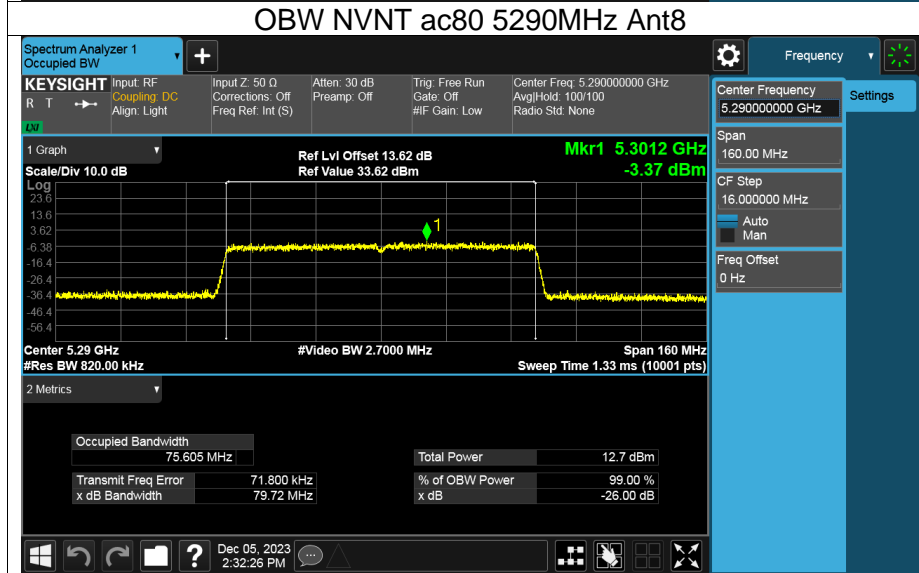 OBW NVNT ac80 5290MHz Ant8
Spectrum Analyzer 1
Occupied BW
+
Frequency
KEYSIGHT
R T
LXI
Input: RF
Coupling: DC
Align: Light
Input Z: 50 Ω
Corrections: Off
Freq Ref: Int (S)
Atten: 30 dB
Preamp: Off
Trig: Free Run
Gate: Off
#IF Gain: Low
Center Freq: 5.290000000 GHz
Avg|Hold: 100/100
Radio Std: None
Center Frequency
5.290000000 GHz
Settings
Span
160.00 MHz
CF Step
16.000000 MHz
Auto
Man
Freq Offset
0 Hz
1 Graph
Scale/Div 10.0 dB
Ref Lvl Offset 13.62 dB
Ref Value 33.62 dBm
Mkr1 5.3012 GHz
-3.37 dBm
Log
23.6
13.6
3.62
-6.38
-16.4
-26.4
-36.4
-46.4
-56.4
1
Center 5.29 GHz
#Res BW 820.00 kHz
#Video BW 2.7000 MHz
Span 160 MHz
Sweep Time 1.33 ms (10001 pts)
2 Metrics
Occupied Bandwidth
75.605 MHz
Total Power 12.7 dBm
Transmit Freq Error 71.800 kHz
% of OBW Power 99.00 %
x dB Bandwidth 79.72 MHz
x dB -26.00 dB
?
Dec 05, 2023
2:32:26 PM